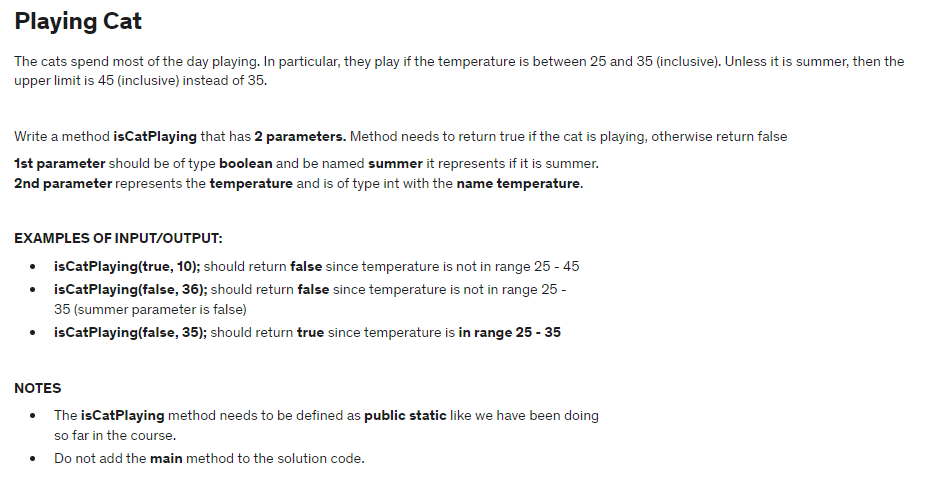 Playing Cat
The cats spend most of the day playing. In particular, they play if the temperature is between 25 and 35 (inclusive). Unless it is summer, then the
upper limit is 45 (inclusive) instead of 35.
Write a method isCatPlaying that has 2 parameters. Method needs to return true if the cat is playing, otherwise return false
1st parameter should be of type boolean and be named summer it represents if it is summer.
2nd parameter represents the temperature and is of type int with the name temperature.
EXAMPLES OF INPUT/OUTPUT:
• isCatPlaying(true, 10); should return false since temperature is not in range 25 - 45
• isCatPlaying(false, 36); should return false since temperature is not in range 25 -
35 (summer parameter is false)
• isCatPlaying(false, 35); should return true since temperature is in range 25 - 35
NOTES
• The isCatPlaying method needs to be defined as public static like we have been doing
so far in the course.
• Do not add the main method to the solution code.